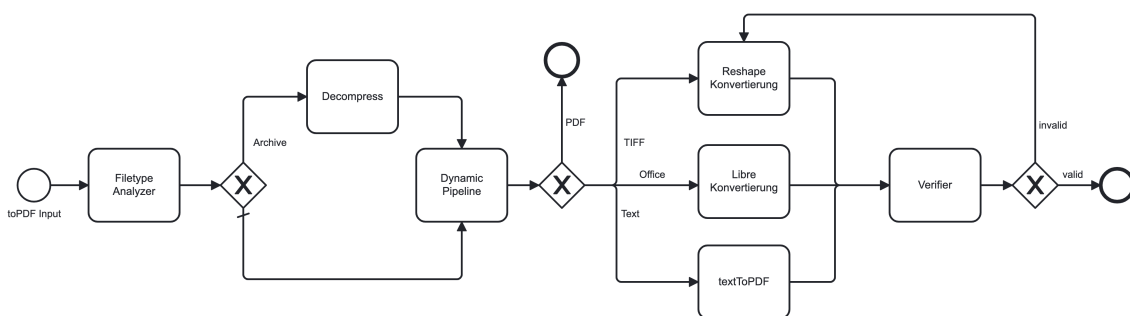 toPDF Input
Filetype
Analyzer
Archive
Decompress
Dynamic
Pipeline
PDF
TIFF
Office
Text
Reshape
Konvertierung
Libre
Konvertierung
textToPDF
Verifier
invalid
valid